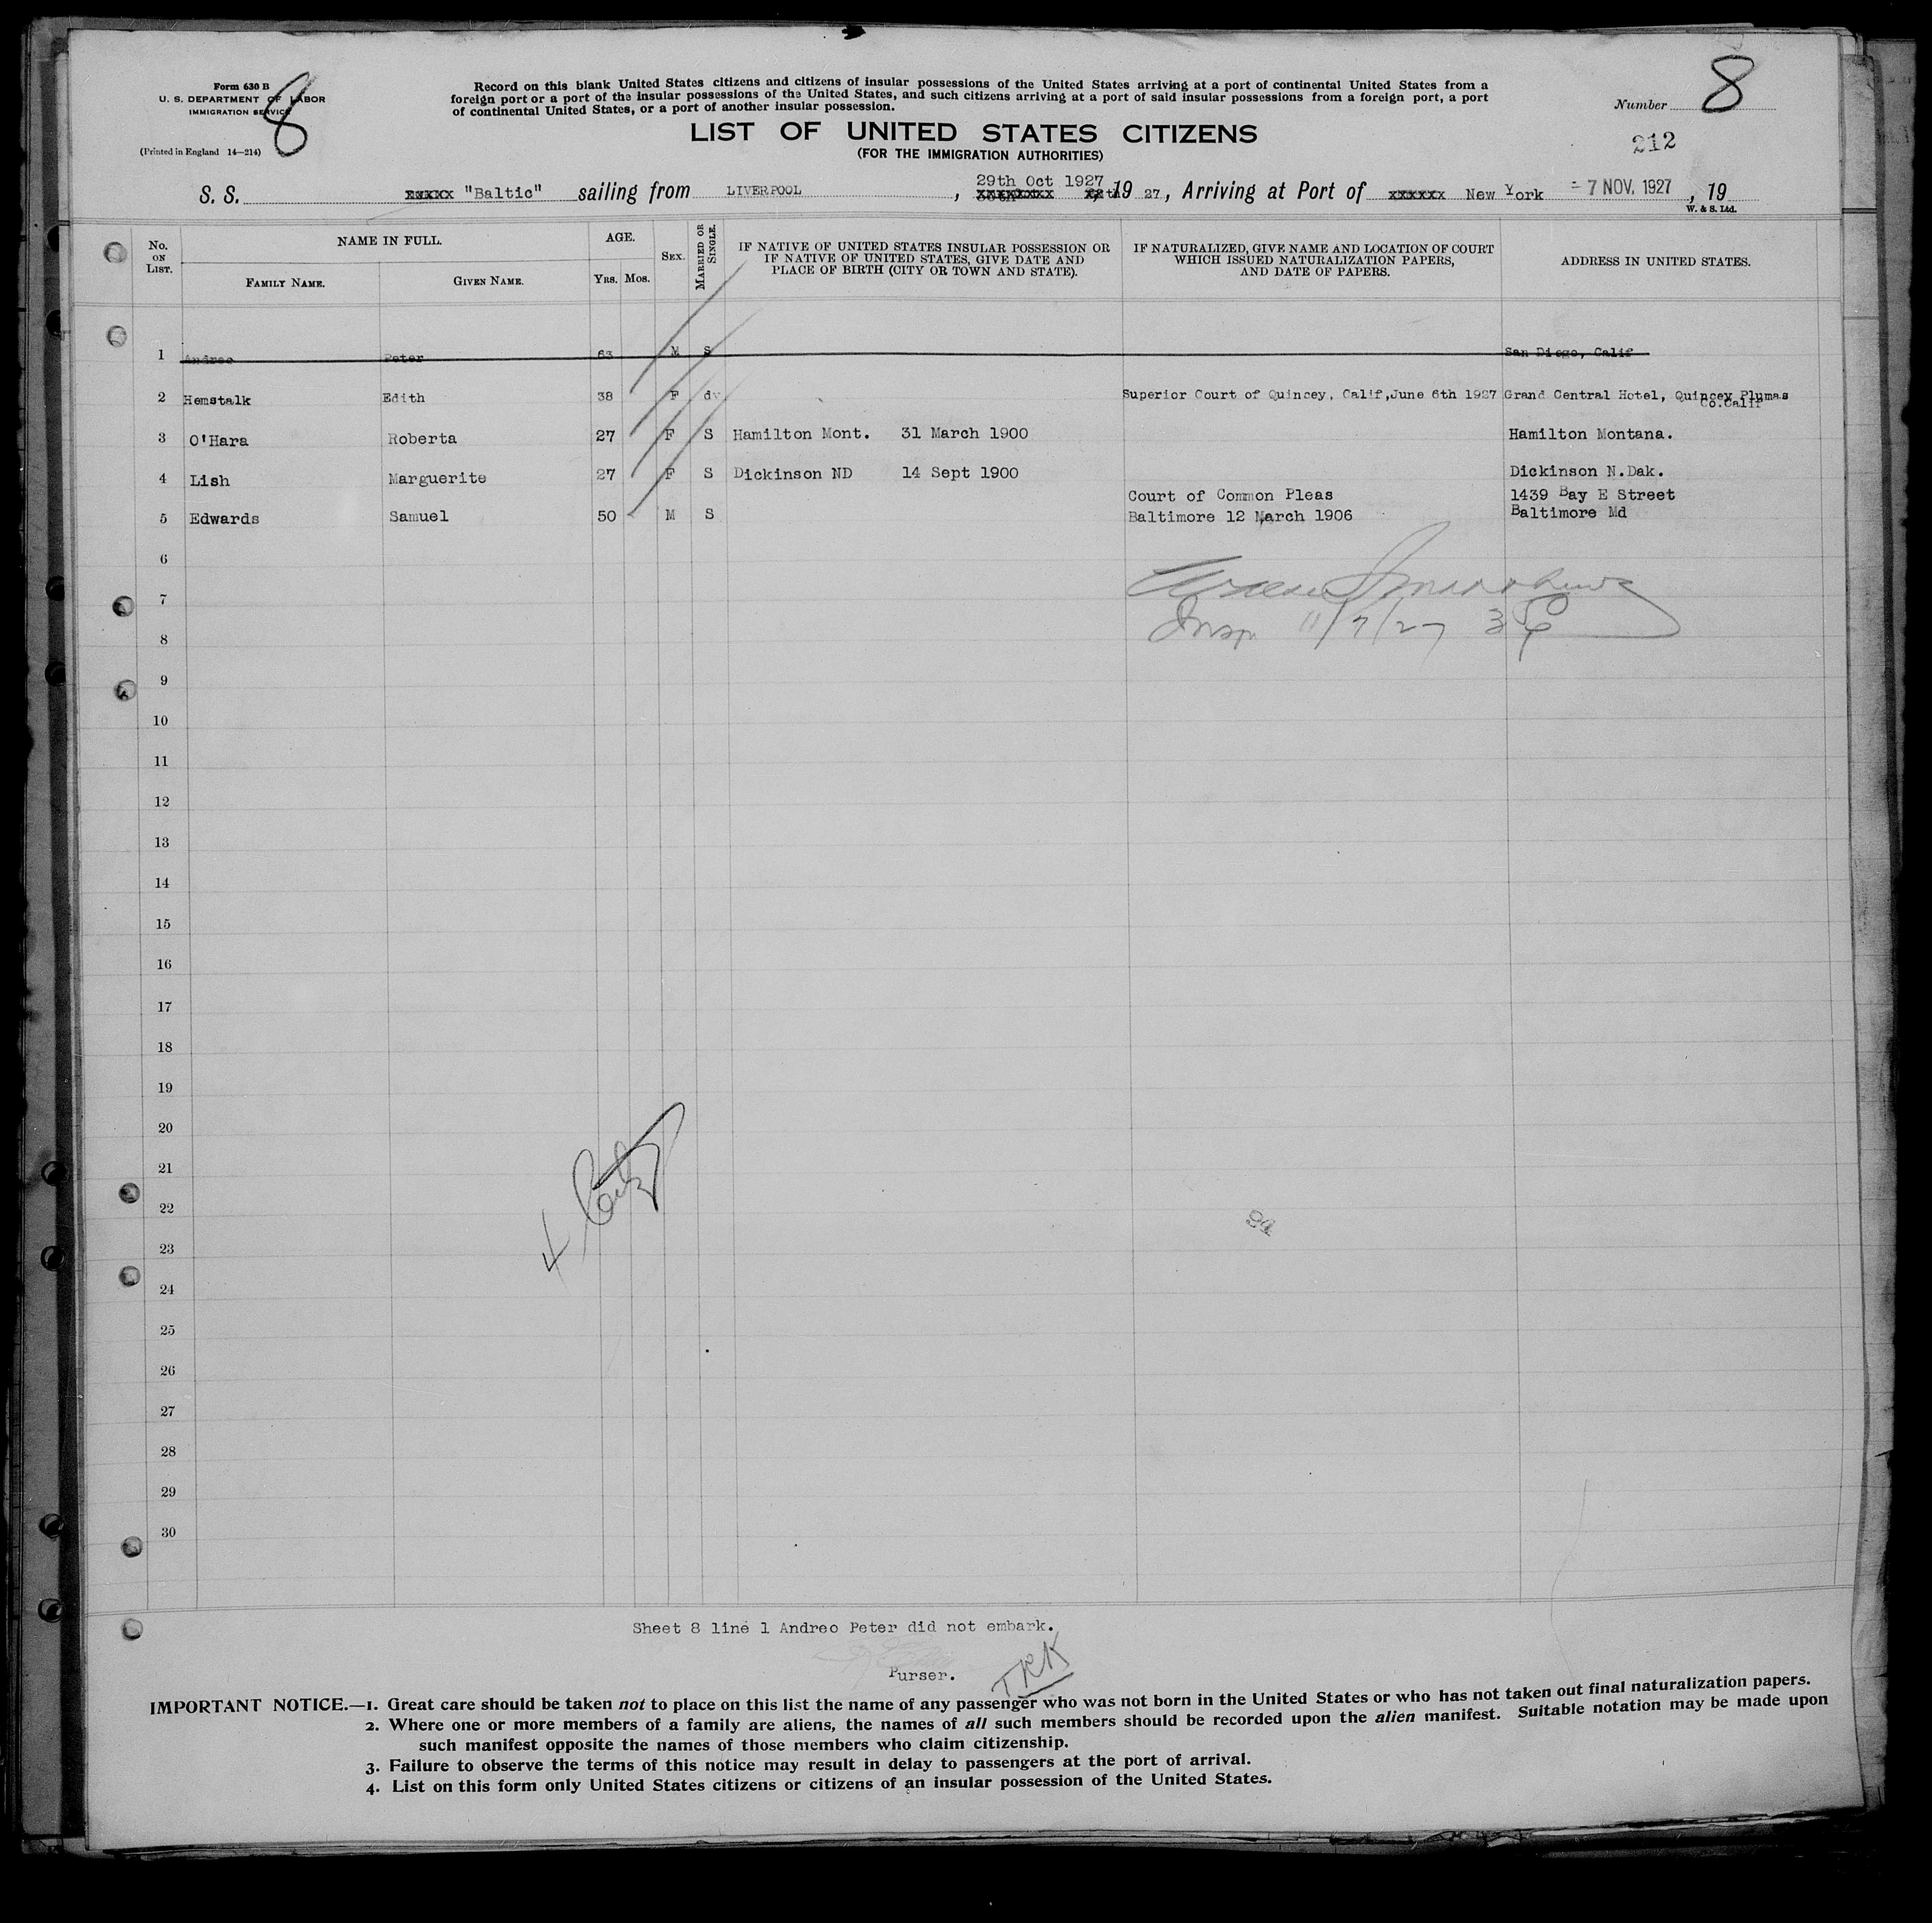 Form 630 B
U. S. DEPARTMENT OF LABOR
IMMIGRATION SERVICE
(Printed in England 14—214)
8
Record on this blank United States citizens and citizens of insular possessions of the United States arriving at a port of continental United States from a
foreign port or a port of the insular possessions of the United States, and such citizens arriving at a port of said insular possessions from a foreign port, a port
of continental United States, or a port of another insular possession.
Number 8
212
LIST OF UNITED STATES CITIZENS
(FOR THE IMMIGRATION AUTHORITIES)
29th Oct 1927
S. S. xxxxx "Baltic" sailing from LIVERPOOL , 19 27, Arriving at Port of xxxxxx New York - 7 NOV. 1927 , 19
W. & S. Ltd.
No. ON LIST. NAME IN FULL. FAMILY NAME. GIVEN NAME. AGE. YRS. MOS. SEX. MARRIED OR SINGLE. IF NATIVE OF UNITED STATES INSULAR POSSESSION OR IF NATIVE OF UNITED STATES, GIVE DATE AND PLACE OF BIRTH (CITY OR TOWN AND STATE). IF NATURALIZED, GIVE NAME AND LOCATION OF COURT WHICH ISSUED NATURALIZATION PAPERS, AND DATE OF PAPERS. ADDRESS IN UNITED STATES.
1 Andreo Peter 63 M S San Diego, Calif
2 Hemstalk Edith 38 F dv Superior Court of Quincey, Calif,June 6th 1927 Grand Central Hotel, Quincey Plumas
Co.Calif
3 O'Hara Roberta 27 F S Hamilton Mont. 31 March 1900 Hamilton Montana.
4 Lish Marguerite 27 F S Dickinson ND 14 Sept 1900 Dickinson N.Dak.
Court of Common Pleas 1439 Bay E Street
5 Edwards Samuel 50 M S Baltimore 12 March 1906 Baltimore Md
6
7
Insp 11/7/27
8
9
10
11
12
13
14
15
16
17
18
19
20
21
22
23
24
25
26
27
28
29
30
Sheet 8 line 1 Andreo Peter did not embark.
Purser.
IMPORTANT NOTICE.—1. Great care should be taken not to place on this list the name of any passenger who was not born in the United States or who has not taken out final naturalization papers.
2. Where one or more members of a family are aliens, the names of all such members should be recorded upon the alien manifest. Suitable notation may be made upon
such manifest opposite the names of those members who claim citizenship.
3. Failure to observe the terms of this notice may result in delay to passengers at the port of arrival.
4. List on this form only United States citizens or citizens of an insular possession of the United States.